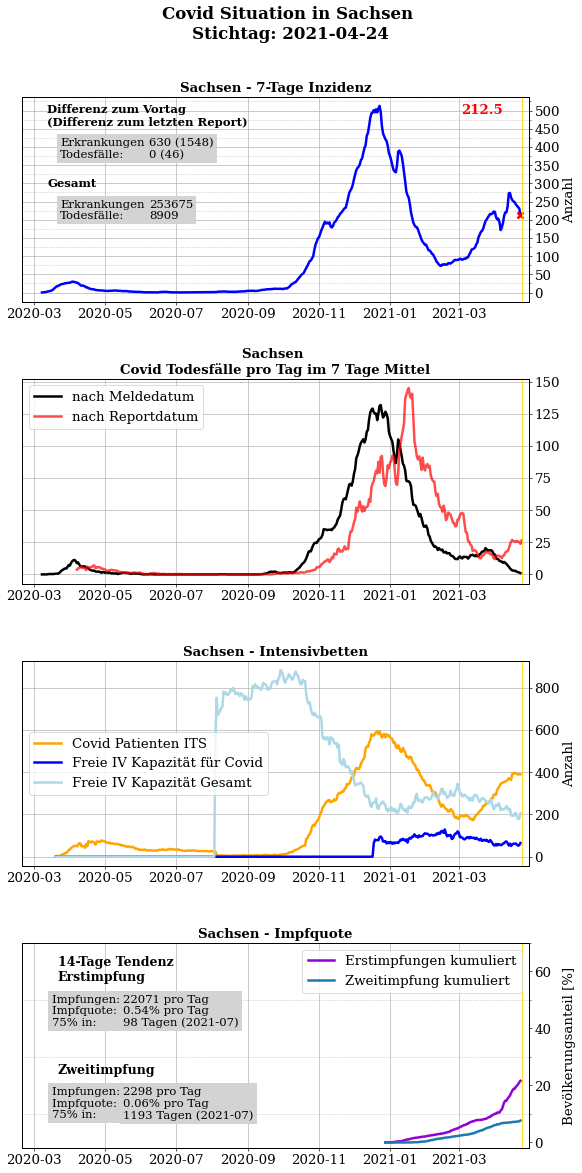 Covid Situation in Sachsen
Stichtag: 2021-04-24
Sachsen - 7-Tage Inzidenz
Differenz zum Vortag
(Differenz zum letzten Report)
Erkrankungen 630 (1548)
Todesfälle: 0 (46)
Gesamt
Erkrankungen 253675
Todesfälle: 8909
212.5
500
450
400
350
300
250
200
150
100
50
0
Anzahl
2020-03 2020-05 2020-07 2020-09 2020-11 2021-01 2021-03
Sachsen
Covid Todesfälle pro Tag im 7 Tage Mittel
nach Meldedatum
nach Reportdatum
150
125
100
75
50
25
0
2020-03 2020-05 2020-07 2020-09 2020-11 2021-01 2021-03
Sachsen - Intensivbetten
Covid Patienten ITS
Freie IV Kapazität für Covid
Freie IV Kapazität Gesamt
800
600
400
200
0
Anzahl
2020-03 2020-05 2020-07 2020-09 2020-11 2021-01 2021-03
Sachsen - Impfquote
14-Tage Tendenz
Erstimpfung
Impfungen: 22071 pro Tag
Impfquote: 0.54% pro Tag
75% in: 98 Tagen (2021-07)
Zweitimpfung
Impfungen: 2298 pro Tag
Impfquote: 0.06% pro Tag
75% in: 1193 Tagen (2021-07)
Erstimpfungen kumuliert
Zweitimpfung kumuliert
60
40
20
0
Bevölkerungsanteil [%]
2020-03 2020-05 2020-07 2020-09 2020-11 2021-01 2021-03